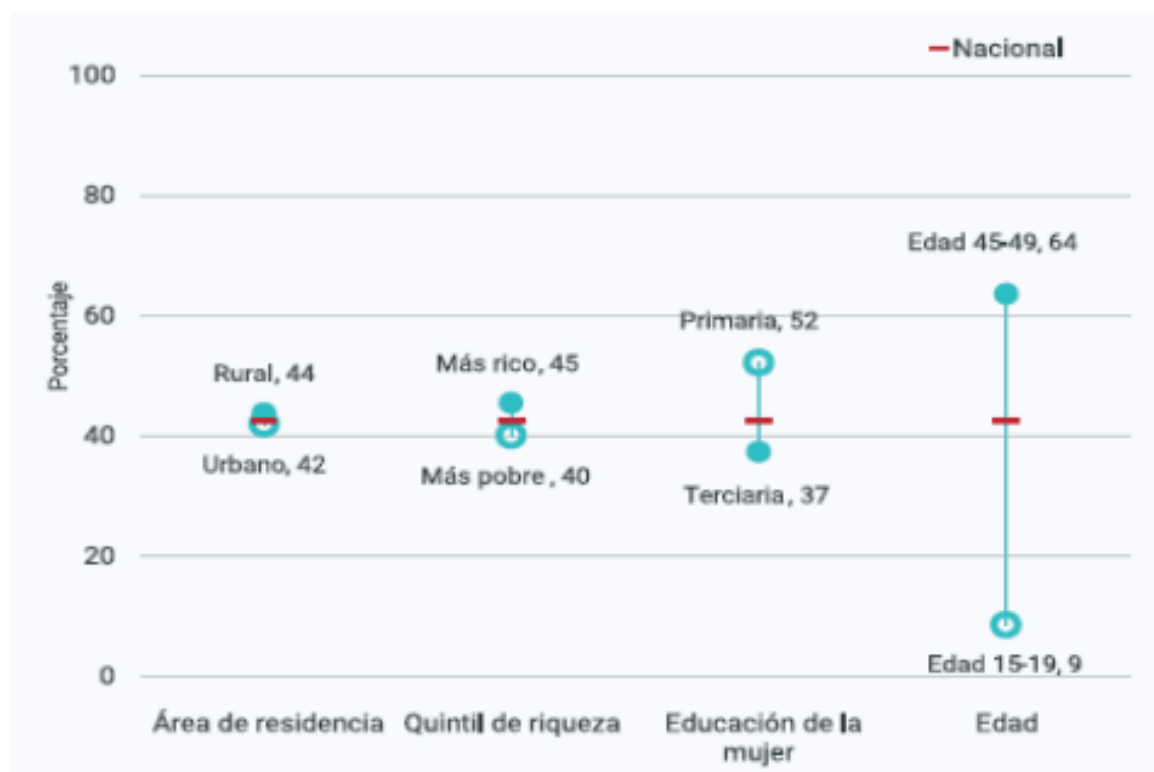 Nacional
100
80
Edad 45-49, 64
Porcentaje
60
Primaria, 52
Rural, 44
Más rico, 45
40
Urbano, 42
Más pobre , 40
Terciaria, 37
20
Edad 15-19, 9
0
Área de residencia
Quintil de riqueza
Educación de la
mujer
Edad